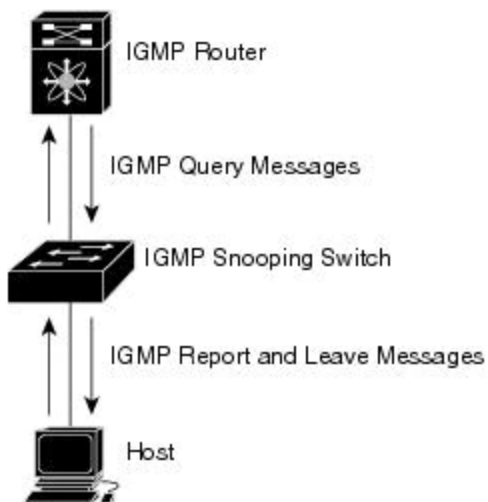 IGMP Router
IGMP Query Messages
IGMP Snooping Switch
IGMP Report and Leave Messages
Host